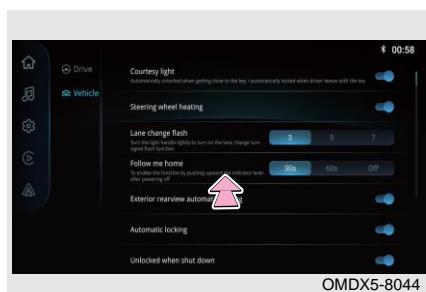 00:58
Drive
Vehicle
Courtesy light
Automatically unlocked when getting close to the key / automatically locked when driver leaves with the key
Steering wheel heating
Lane change flash
Turn the light handle lightly to turn on the lane change turn
signal flash function
3 5 7
Follow me home
To enable the function by pushing upward the indicator lever
after powering off
30s 60s Off
Exterior rearview
Automatic locking
Unlocked when shut down
OMDX5-8044